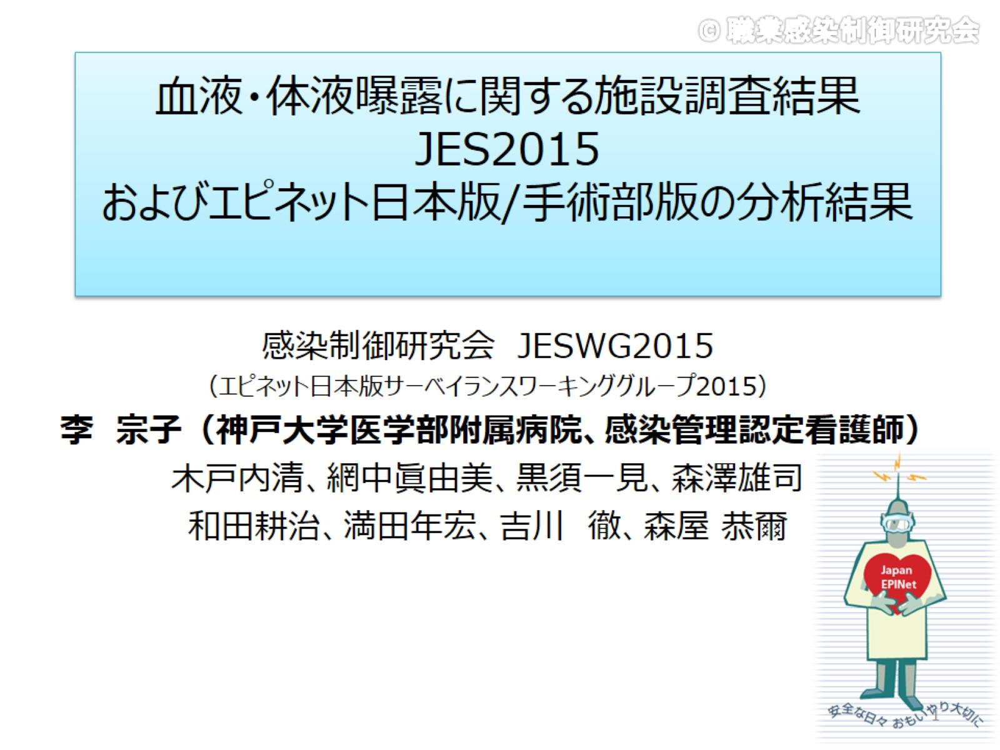 © 職業感染制御研究会
血液・体液曝露に関する施設調査結果
JES2015
およびエピネット日本版/手術部版の分析結果
感染制御研究会　JESWG2015
（エピネット日本版サーベイランスワーキンググループ2015）
李　宗子（神戸大学医学部附属病院、感染管理認定看護師）
木戸内清、網中眞由美、黒須一見、森澤雄司
和田耕治、満田年宏、吉川　徹、森屋 恭爾
Japan
EPINet
安全な日々 おもいやり大切に
1